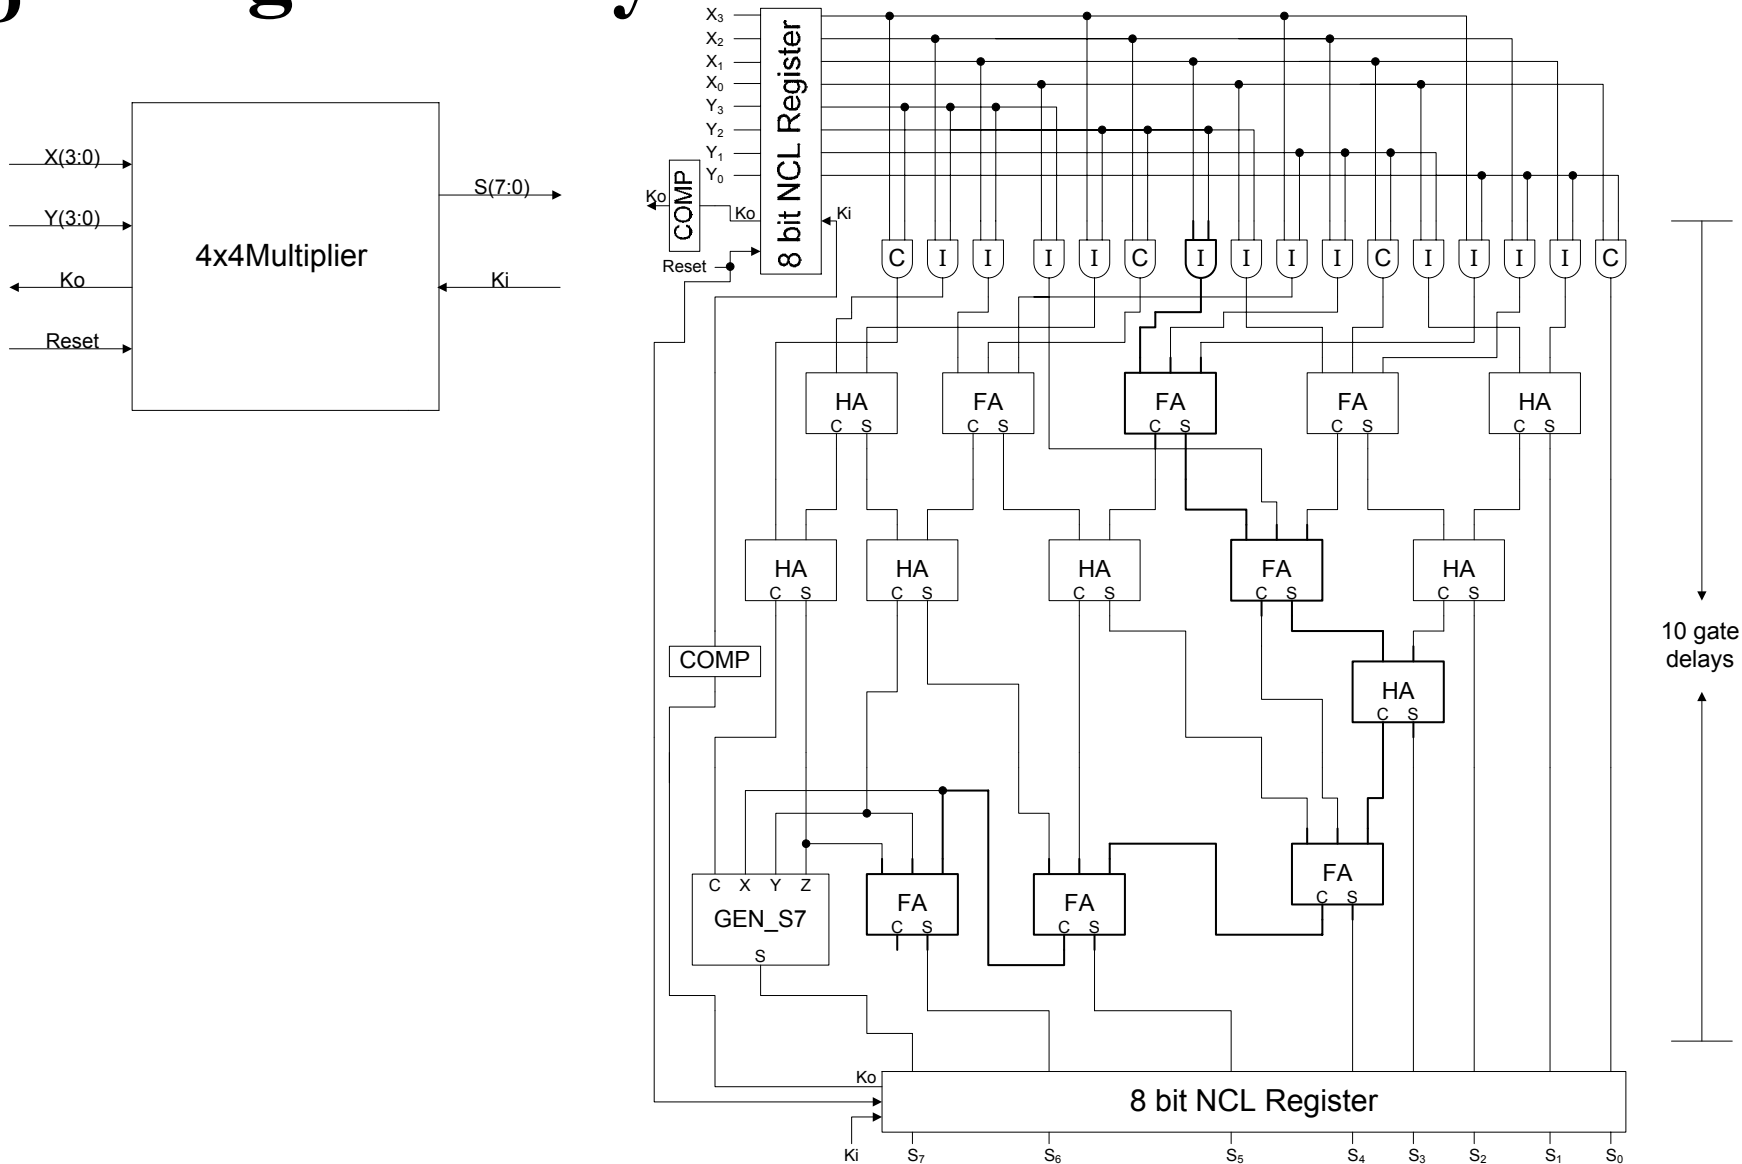 X(3:0)
Y(3:0)
Ko
Reset
4x4Multiplier
S(7:0)
Ki
X₃
X₂
X₁
X₀
Y₃
Y₂
Y₁
Y₀
8 bit NCL Register
Ko
COMP
Ko
Ki
Reset
C I I I I C I I I I C I I I I C
HA FA FA FA HA
C S C S C S C S C S
HA HA HA FA HA
C S C S C S C S C S
COMP
HA
C S
10 gate
delays
C X Y Z
GEN_S7
S
FA
C S
FA
C S
FA
C S
Ko
8 bit NCL Register
Ki S₇ S₆ S₅ S₄ S₃ S₂ S₁ S₀